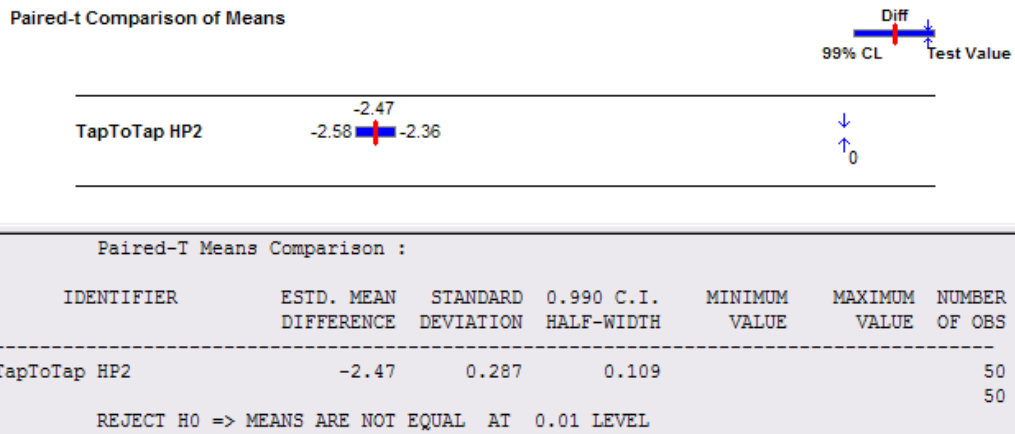 Paired-t Comparison of Means
Diff
99% CL Test Value
-2.47
TapToTap HP2 -2.58 -2.36
0
Paired-T Means Comparison :
IDENTIFIER ESTD. MEAN STANDARD 0.990 C.I. MINIMUM MAXIMUM NUMBER
DIFFERENCE DEVIATION HALF-WIDTH VALUE VALUE OF OBS
TapToTap HP2 -2.47 0.287 0.109 50
50
REJECT H0 => MEANS ARE NOT EQUAL AT 0.01 LEVEL